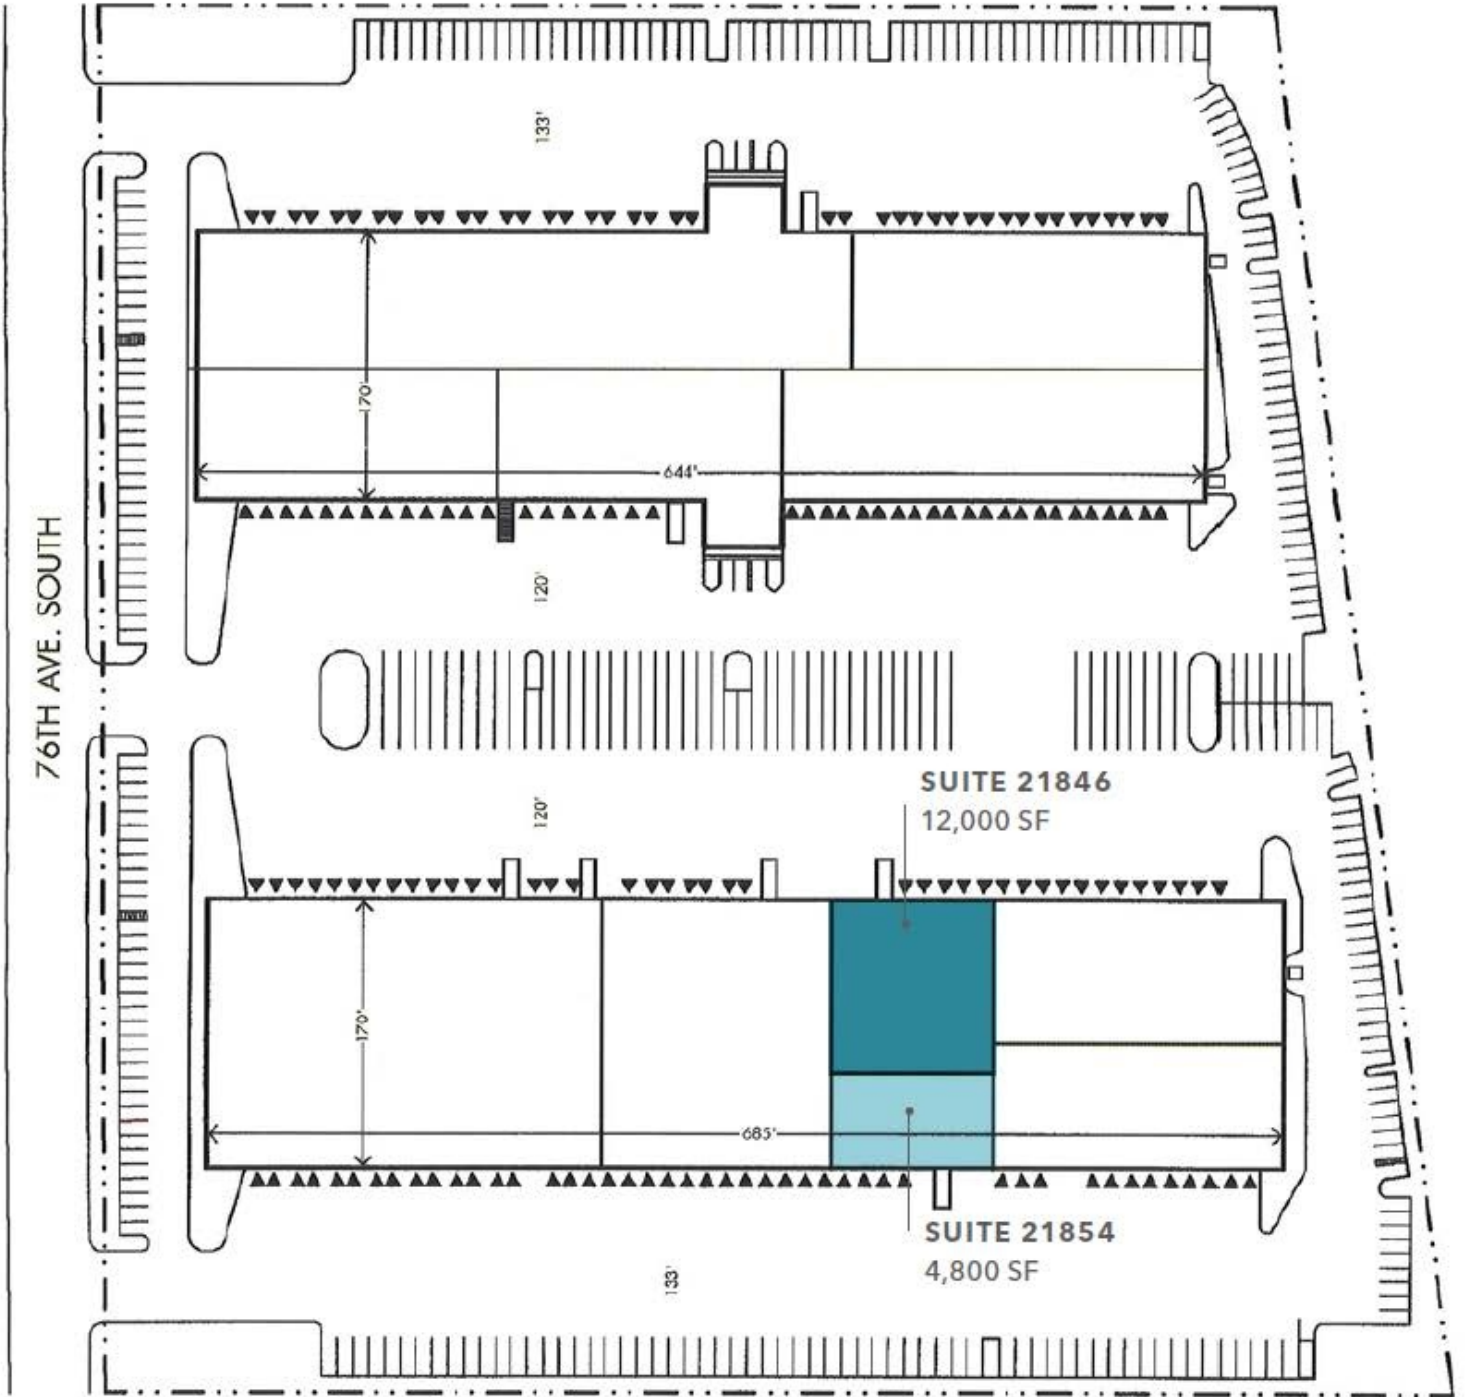 133'
170'
644'
76TH AVE. SOUTH
120'
SUITE 21846
12,000 SF
120'
170'
685'
SUITE 21854
4,800 SF
133'